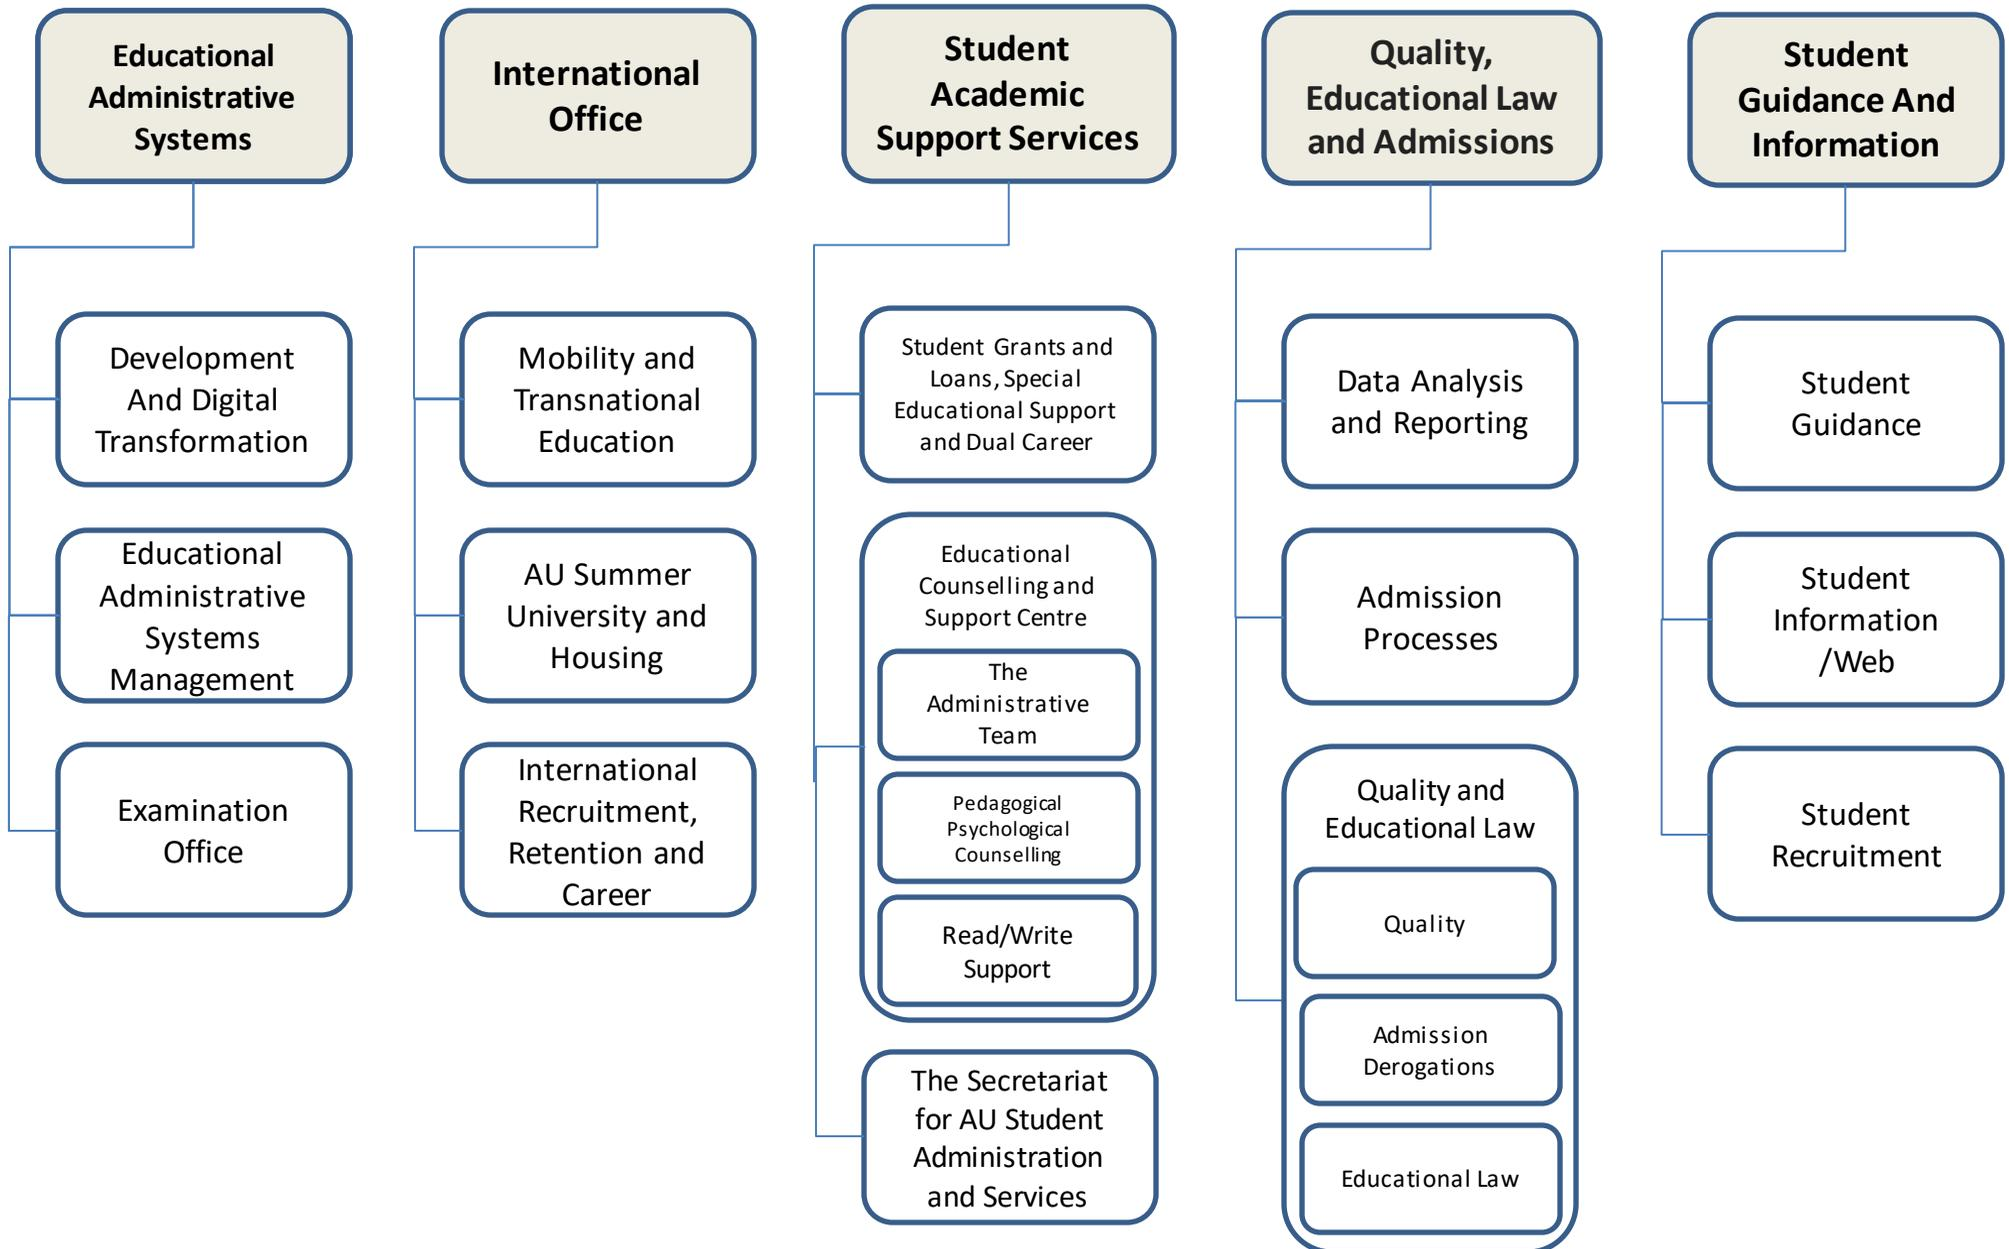 Educational
Administrative
Systems
Development
And Digital
Transformation
Educational
Administrative
Systems
Management
Examination
Office
International
Office
Mobility and
Transnational
Education
AU Summer
University and
Housing
International
Recruitment,
Retention and
Career
Student
Academic
Support Services
Student Grants and
Loans, Special
Educational Support
and Dual Career
Educational
Counselling and
Support Centre
The
Administrative
Team
Pedagogical
Psychological
Counselling
Read/Write
Support
The Secretariat
for AU Student
Administration
and Services
Quality,
Educational Law
and Admissions
Data Analysis
and Reporting
Admission
Processes
Quality and
Educational Law
Quality
Admission
Derogations
Educational Law
Student
Guidance And
Information
Student
Guidance
Student
Information
/Web
Student
Recruitment